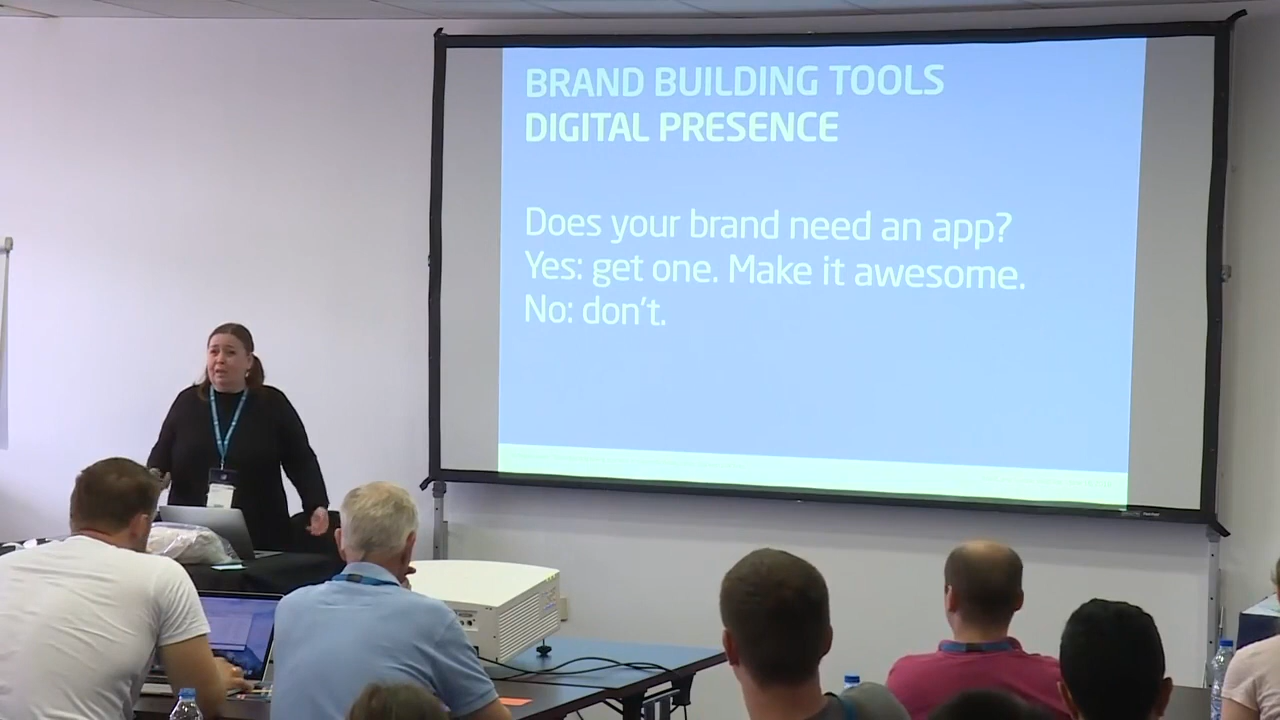 BRAND BUILDING TOOLS
DIGITAL PRESENCE
Does your brand need an app?
Yes: get one. Make it awesome.
No: don't.